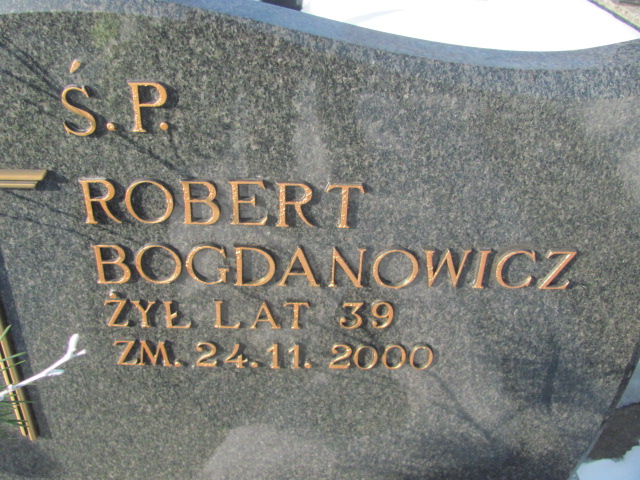 Ś.P.
ROBERT
BOGDANOWICZ
ŻYŁ LAT 39
ZM. 24.11.2000